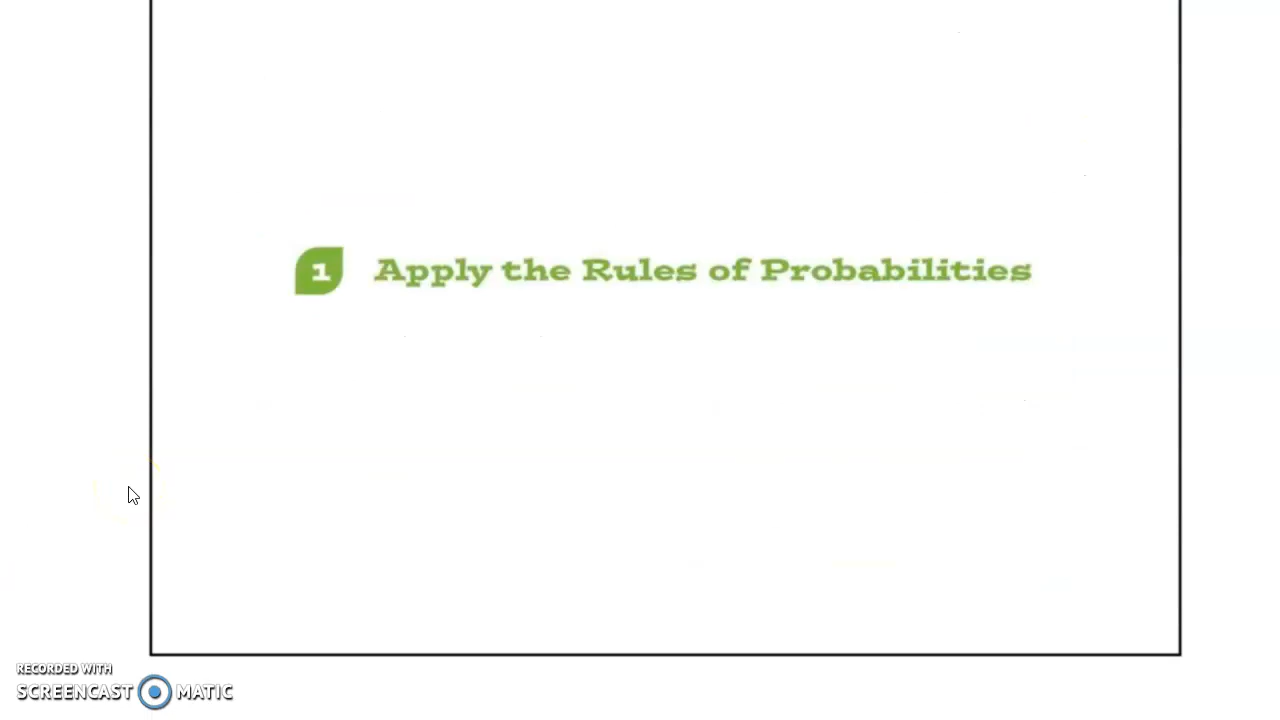 1 Apply the Rules of Probabilities
RECORDED WITH
SCREENCAST MATIC